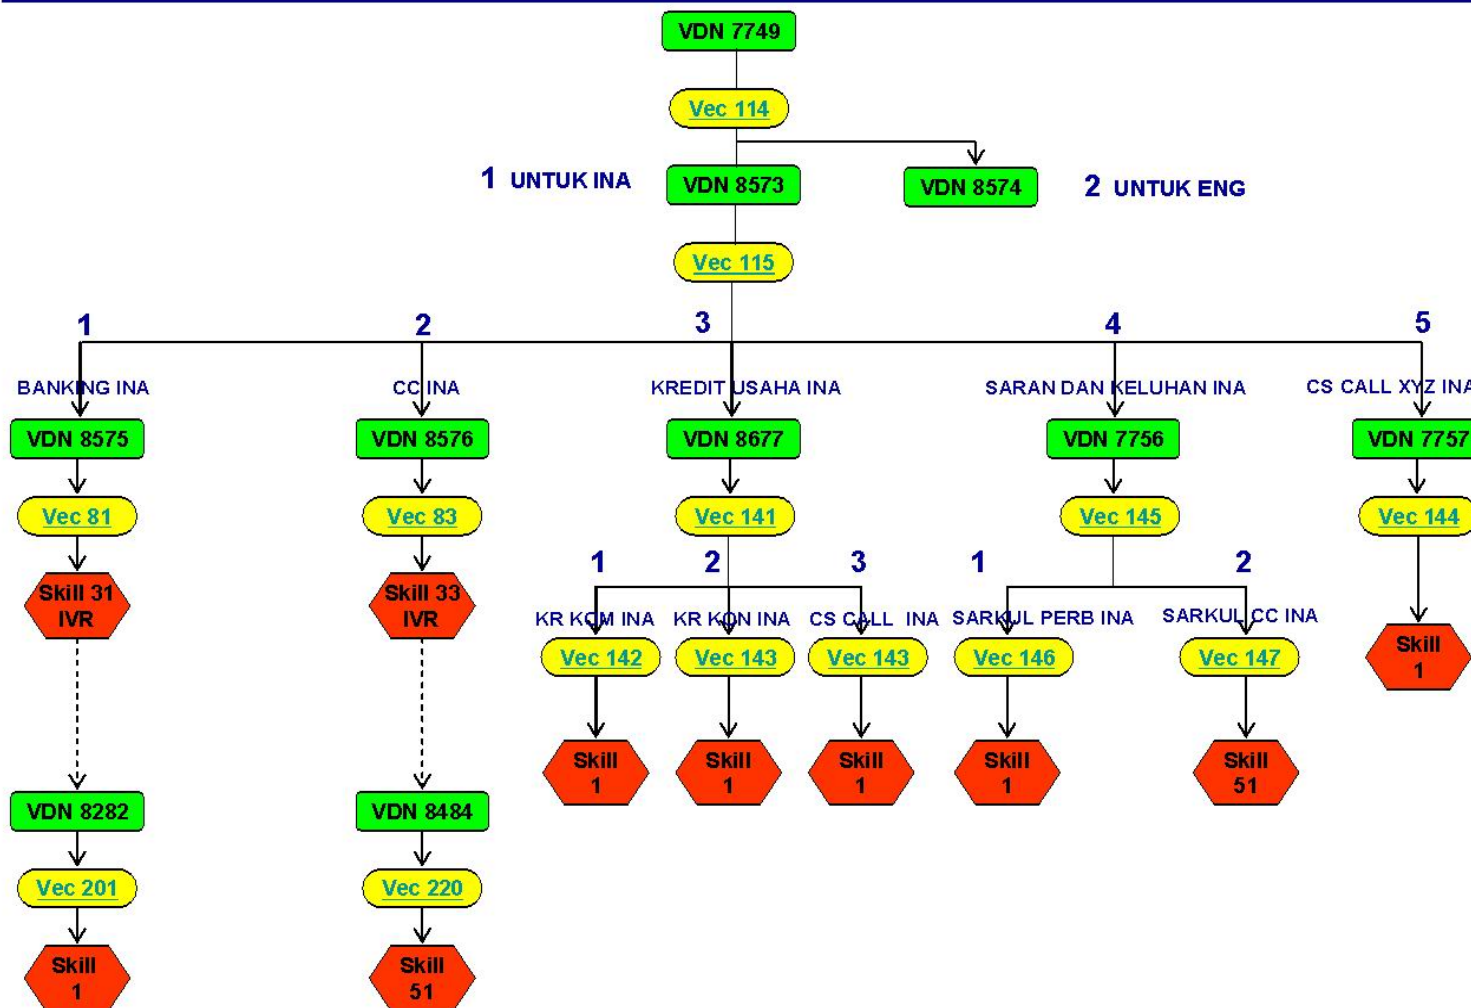 VDN 7749
Vec 114
1 UNTUK INA
VDN 8573
VDN 8574
2 UNTUK ENG
Vec 115
1
2
3
4
5
BANKING INA
CC INA
KREDIT USAHA INA
SARAN DAN KELUHAN INA
CS CALL XYZ INA
VDN 8575
VDN 8576
VDN 8677
VDN 7756
VDN 7757
Vec 81
Vec 83
Vec 141
Vec 145
Vec 144
Skill 31
IVR
Skill 33
IVR
1
2
3
1
2
KR KOM INA
KR KON INA
CS CALL INA
SARKUL PERB INA
SARKUL CC INA
Vec 142
Vec 143
Vec 143
Vec 146
Vec 147
Skill
1
Skill
1
Skill
1
Skill
1
Skill
1
Skill
51
VDN 8282
VDN 8484
Vec 201
Vec 220
Skill
1
Skill
51